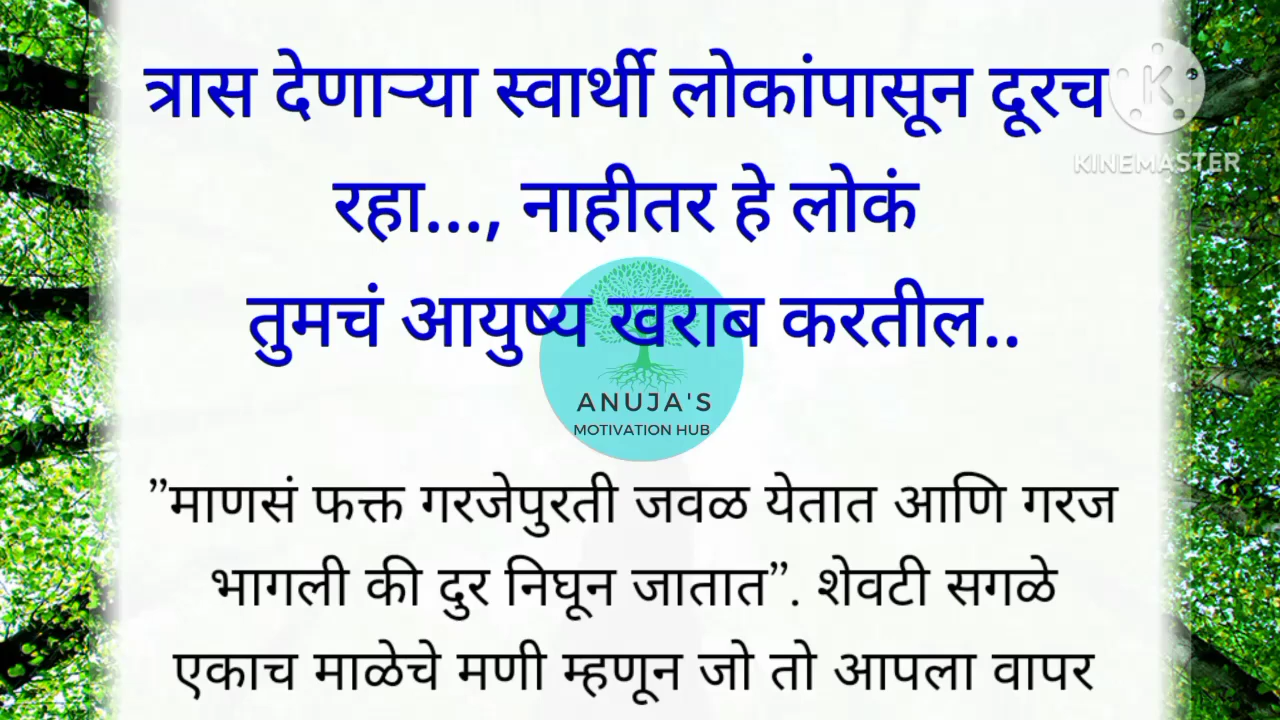 त्रास देणाऱ्या स्वार्थी लोकांपासून दूरच
रहा..., नाहीतर हे लोकं
तुमचं आयुष्य खराब करतील..
”माणसं फक्त गरजेपुरती जवळ येतात आणि गरज
भागली की दुर निघून जातात”. शेवटी सगळे
एकाच माळेचे मणी म्हणून जो तो आपला वापर
K
KINEMASTER
ANUJA'S
MOTIVATION HUB